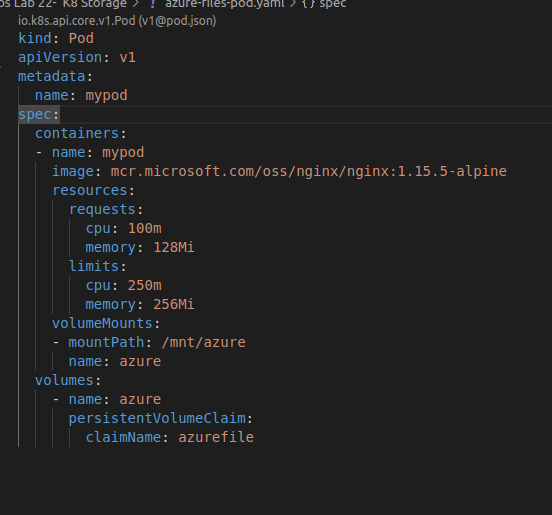 os Lab 22- K8 Storage > ! azure-files-pod.yaml > {} spec
io.k8s.api.core.v1.Pod (v1@pod.json)
kind: Pod
apiVersion: v1
metadata:
  name: mypod
spec:
  containers:
  - name: mypod
    image: mcr.microsoft.com/oss/nginx/nginx:1.15.5-alpine
    resources:
      requests:
        cpu: 100m
        memory: 128Mi
      limits:
        cpu: 250m
        memory: 256Mi
    volumeMounts:
    - mountPath: /mnt/azure
      name: azure
  volumes:
    - name: azure
      persistentVolumeClaim:
        claimName: azurefile